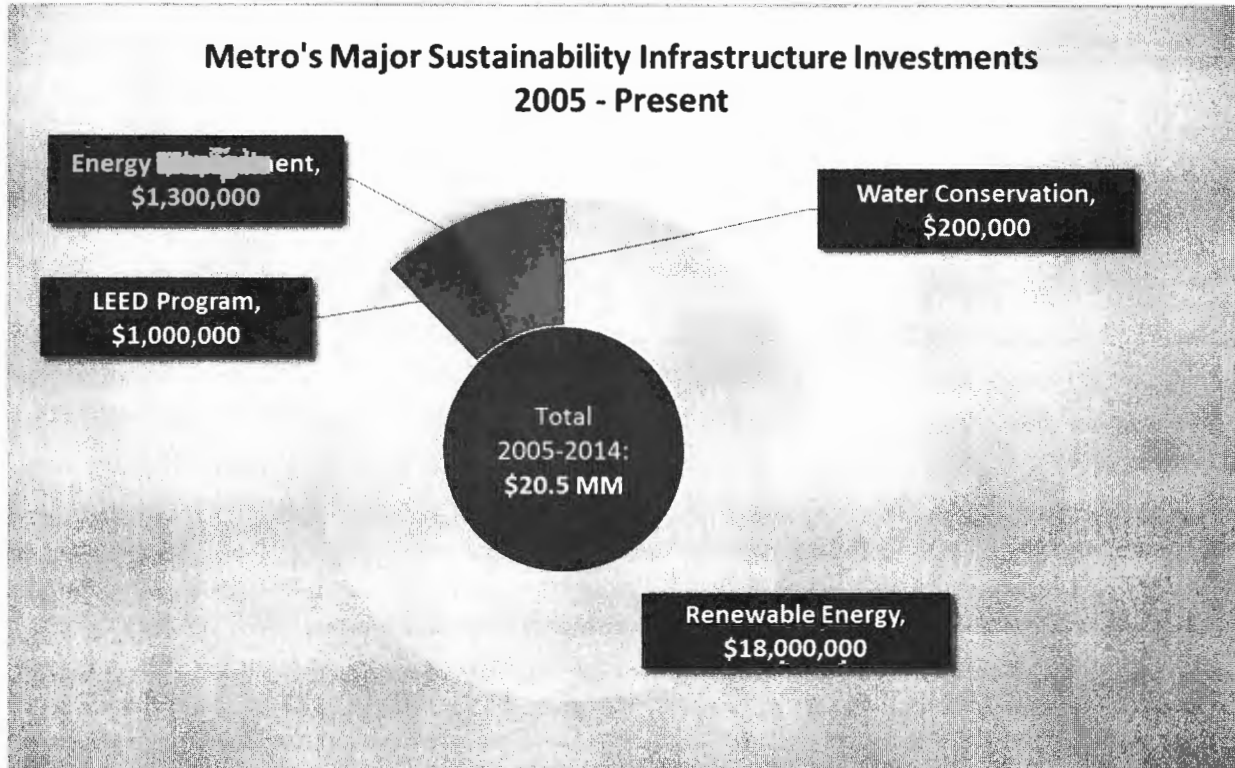 Metro's Major Sustainability Infrastructure Investments
2005 - Present
Energy
$1,300,000
Water Conservation,
$200,000
LEED Program,
$1,000,000
Total
2005-2014:
$20.5 MM
Renewable Energy,
$18,000,000